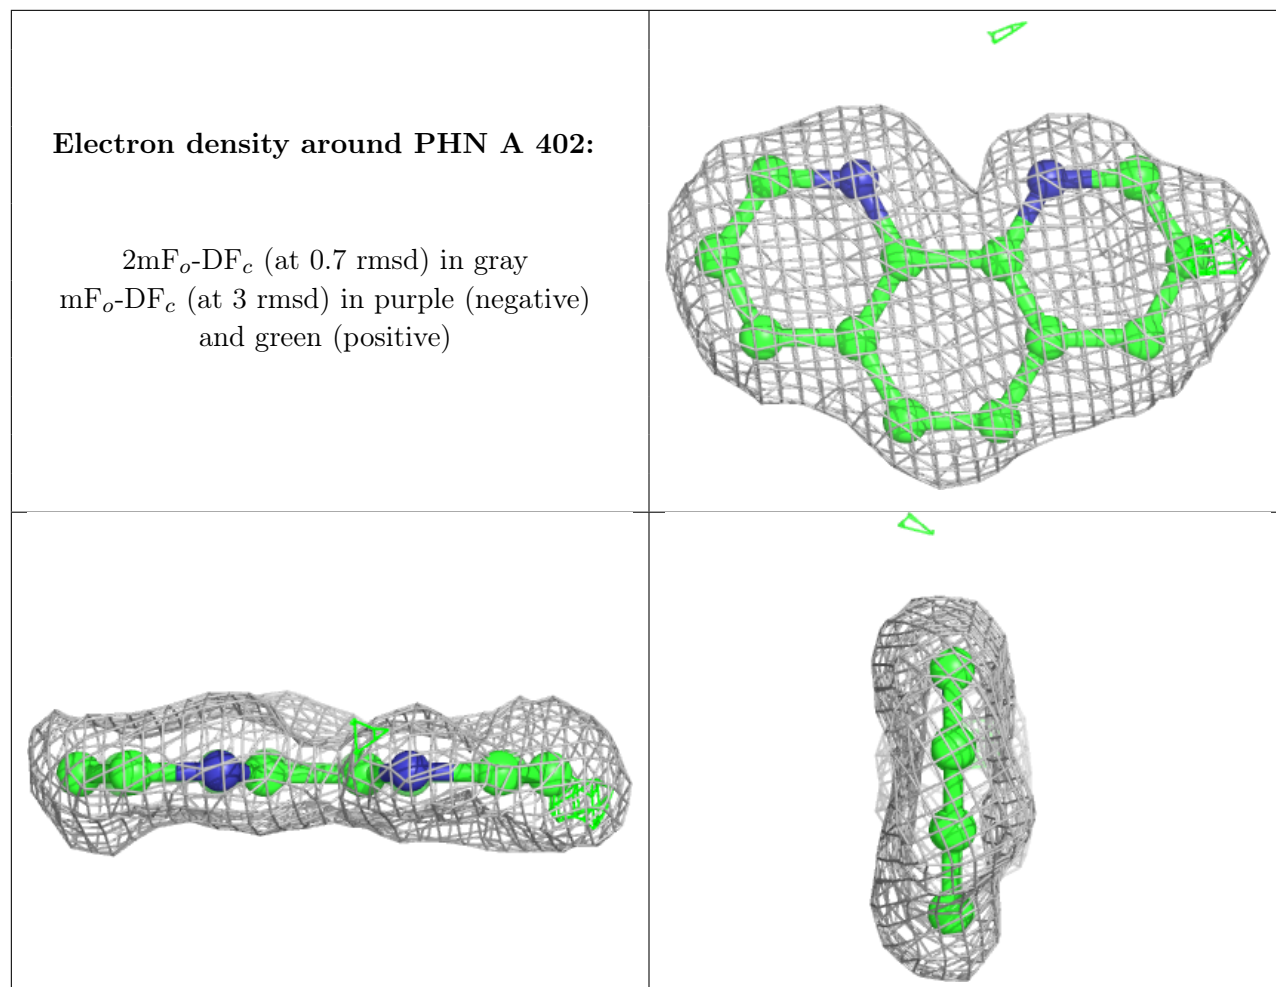 Electron density around PHN A 402:
2mFo-DFc (at 0.7 rmsd) in gray
mFo-DFc (at 3 rmsd) in purple (negative)
and green (positive)